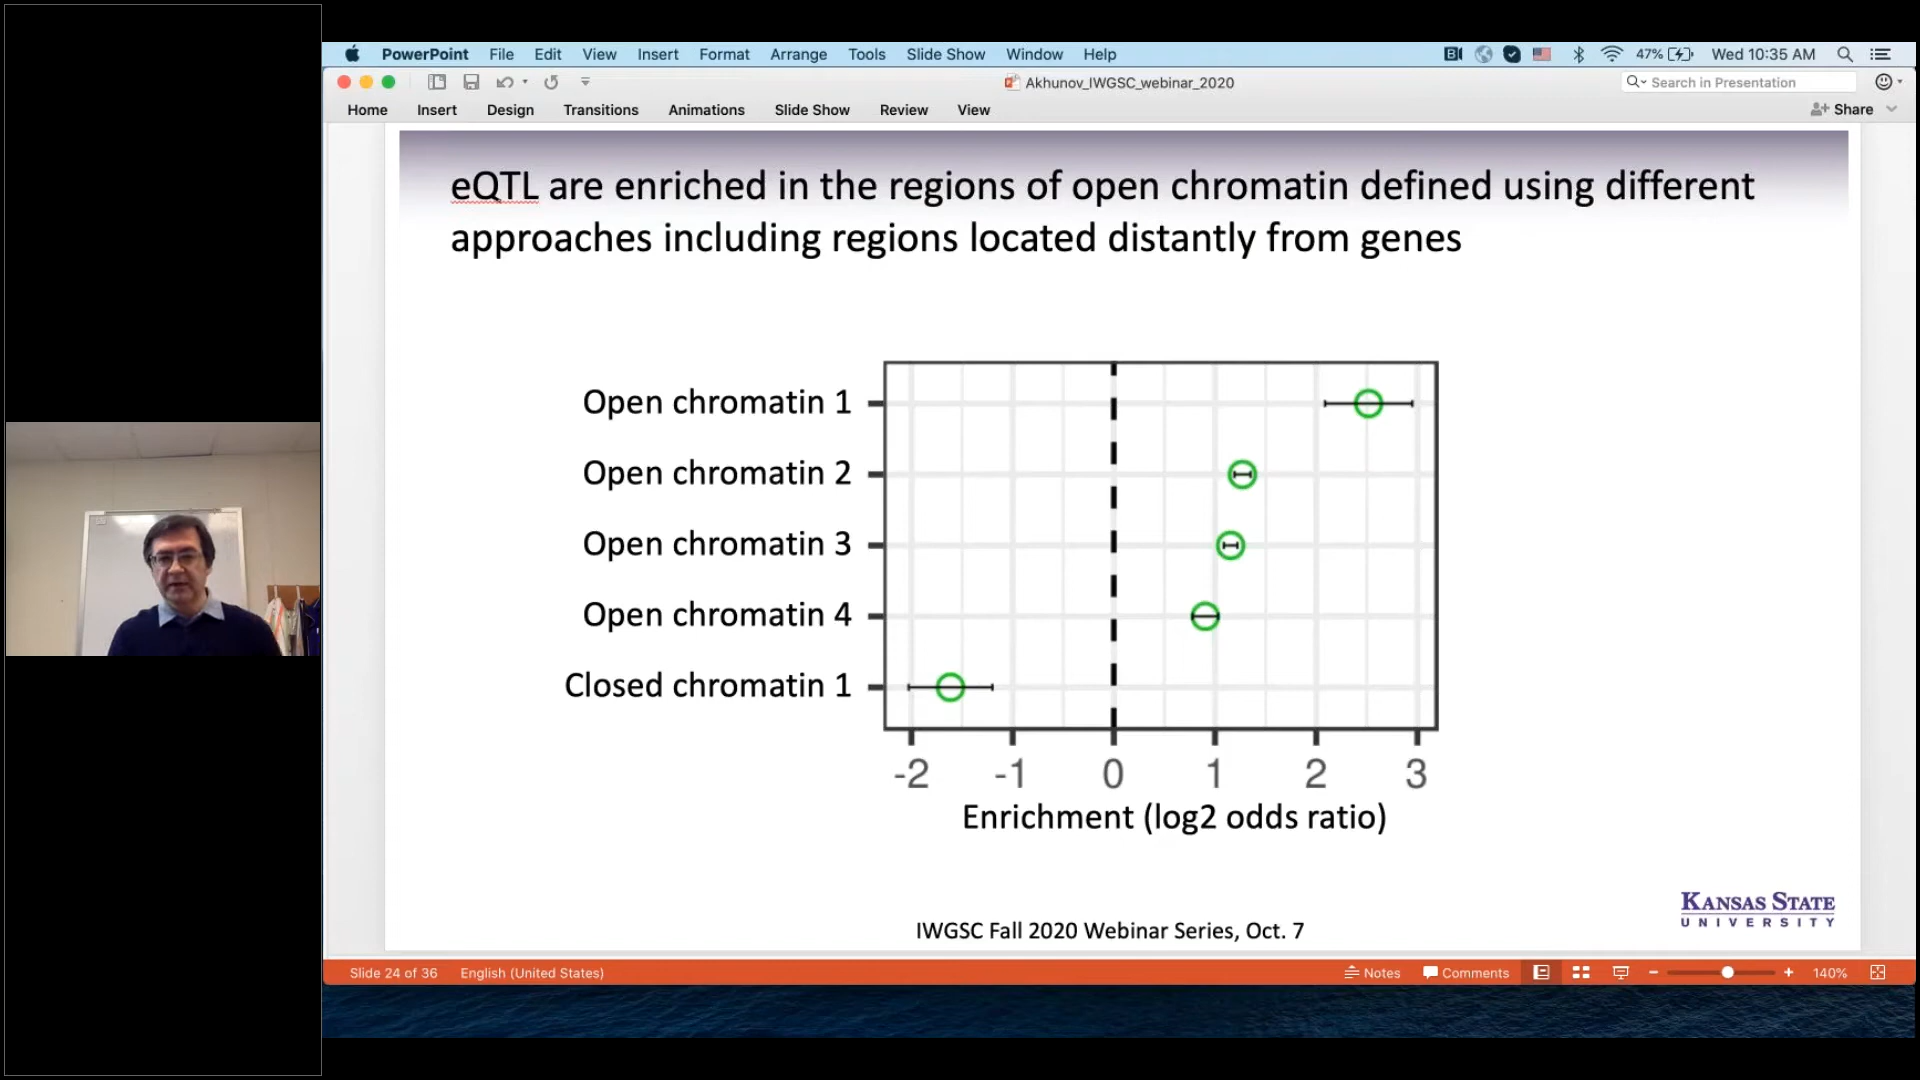 PowerPoint File Edit View Insert Format Arrange Tools Slide Show Window Help 47% Wed 10:35 AM
Akhunov_IWGSC_webinar_2020
Search in Presentation
Home Insert Design Transitions Animations Slide Show Review View Share
eQTL are enriched in the regions of open chromatin defined using different
approaches including regions located distantly from genes
Open chromatin 1
Open chromatin 2
Open chromatin 3
Open chromatin 4
Closed chromatin 1
-2 -1 0 1 2 3
Enrichment (log2 odds ratio)
KANSAS STATE
UNIVERSITY
IWGSC Fall 2020 Webinar Series, Oct. 7
Slide 24 of 36 English (United States) Notes Comments 140%